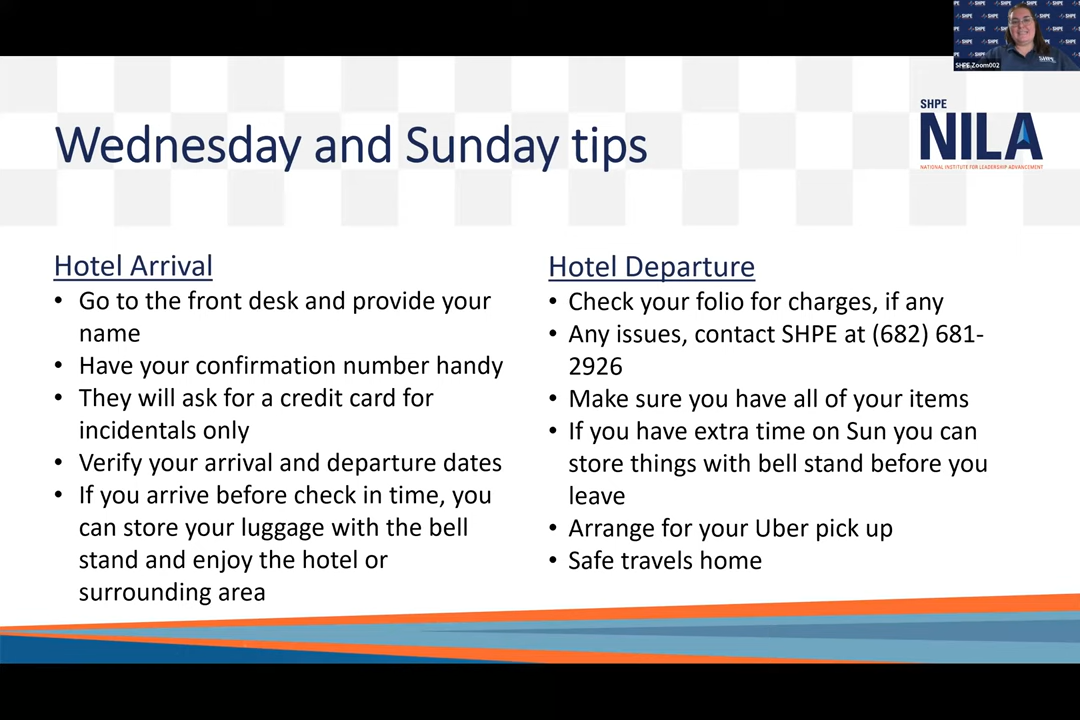 SHPE Zoom002
SHPE
NILA
NATIONAL INSTITUTE FOR LEADERSHIP ADVANCEMENT
Wednesday and Sunday tips
Hotel Arrival
• Go to the front desk and provide your
name
• Have your confirmation number handy
• They will ask for a credit card for
incidentals only
• Verify your arrival and departure dates
• If you arrive before check in time, you
can store your luggage with the bell
stand and enjoy the hotel or
surrounding area
Hotel Departure
• Check your folio for charges, if any
• Any issues, contact SHPE at (682) 681-
2926
• Make sure you have all of your items
• If you have extra time on Sun you can
store things with bell stand before you
leave
• Arrange for your Uber pick up
• Safe travels home